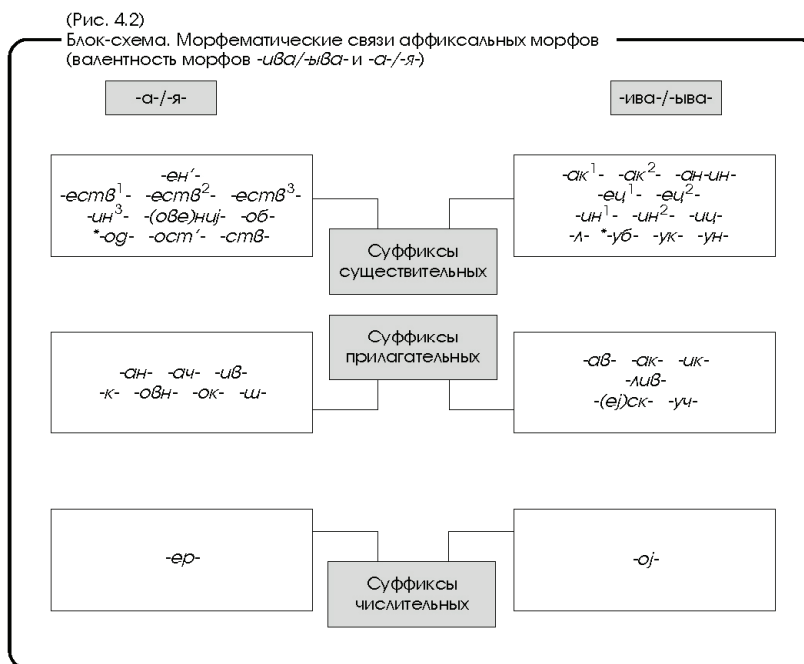 (Рис. 4.2)
Блок-схема. Морфематические связи аффиксальных морфов
(валентность морфов -ива/-ыва- и -а-/-я-)
-а-/-я-
-ива-/-ыва-
-ен′-
-еств¹- -еств²- -еств³-
-ин³- -(ове)ниj- -об-
*-од- -ост′- -ств-
-ак¹- -ак²- -ан-ин-
-ец¹- -ец²-
-ин¹- -ин²- -иц-
-л- *-уб- -ук- -ун-
Суффиксы
существительных
Суффиксы
прилагательных
-ан- -ач- -ив-
-к- -овн- -ок- -ш-
-ав- -ак- -ик-
-лив-
-(еj)ск- -уч-
-ер-
-оj-
Суффиксы
числительных